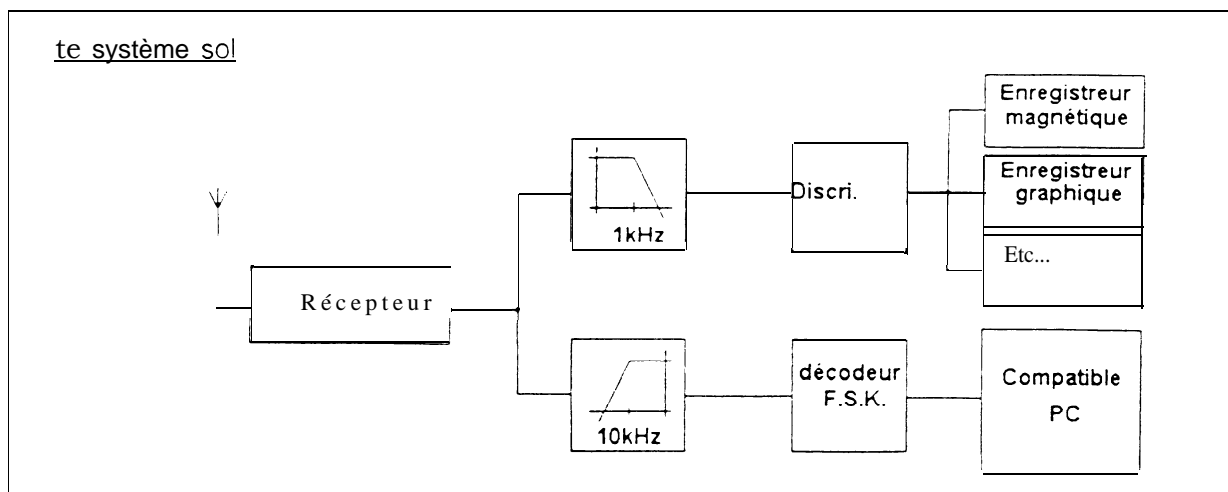 te système sol
Enregistreur
magnétique
Enregistreur
graphique
Etc...
1kHz
Discri.
Récepteur
10kHz
décodeur
F.S.K.
Compatible
PC